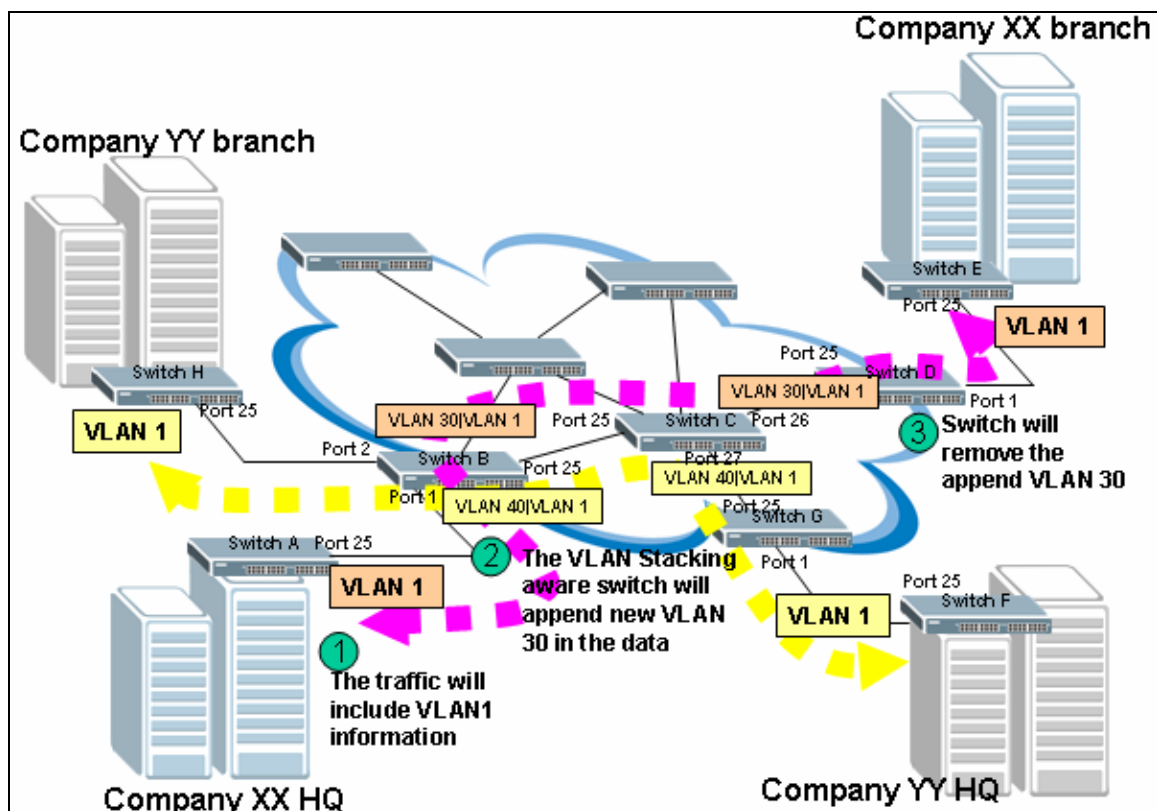 Company XX branch
Company YY branch
Switch E
Port 25
VLAN 1
Switch H
Port 25
VLAN 1
Port 25
Switch D
VLAN 30|VLAN 1
Port 1
VLAN 30|VLAN 1
Port 25
Switch C
Port 26
3
Switch will
remove the
append VLAN 30
Port 2
Switch B
Port 25
Port 27
VLAN 40|VLAN 1
Port 1
VLAN 40|VLAN 1
Port 25
Switch G
Port 1
Switch A
Port 25
VLAN 1
2
The VLAN Stacking
aware switch will
append new VLAN
30 in the data
Port 25
Switch F
VLAN 1
1
The traffic will
include VLAN1
information
Company XX HQ
Company YY HQ